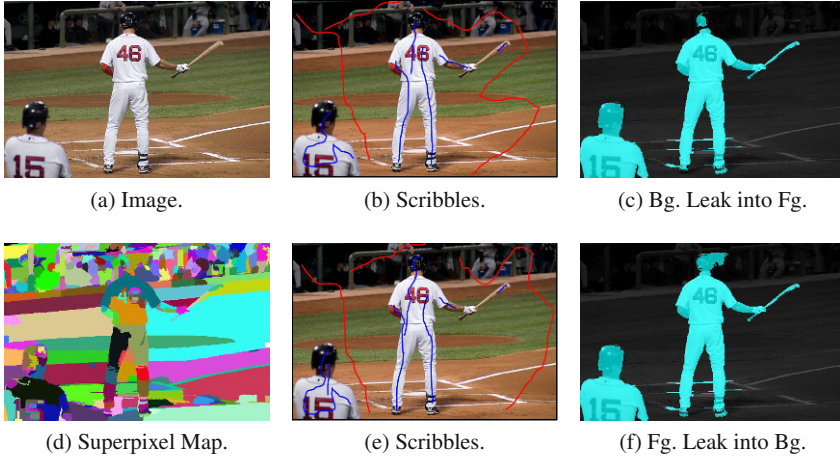 46
15
46
15
46
15
(a) Image.
(b) Scribbles.
(c) Bg. Leak into Fg.
46
46
15
15
(d) Superpixel Map.
(e) Scribbles.
(f) Fg. Leak into Bg.